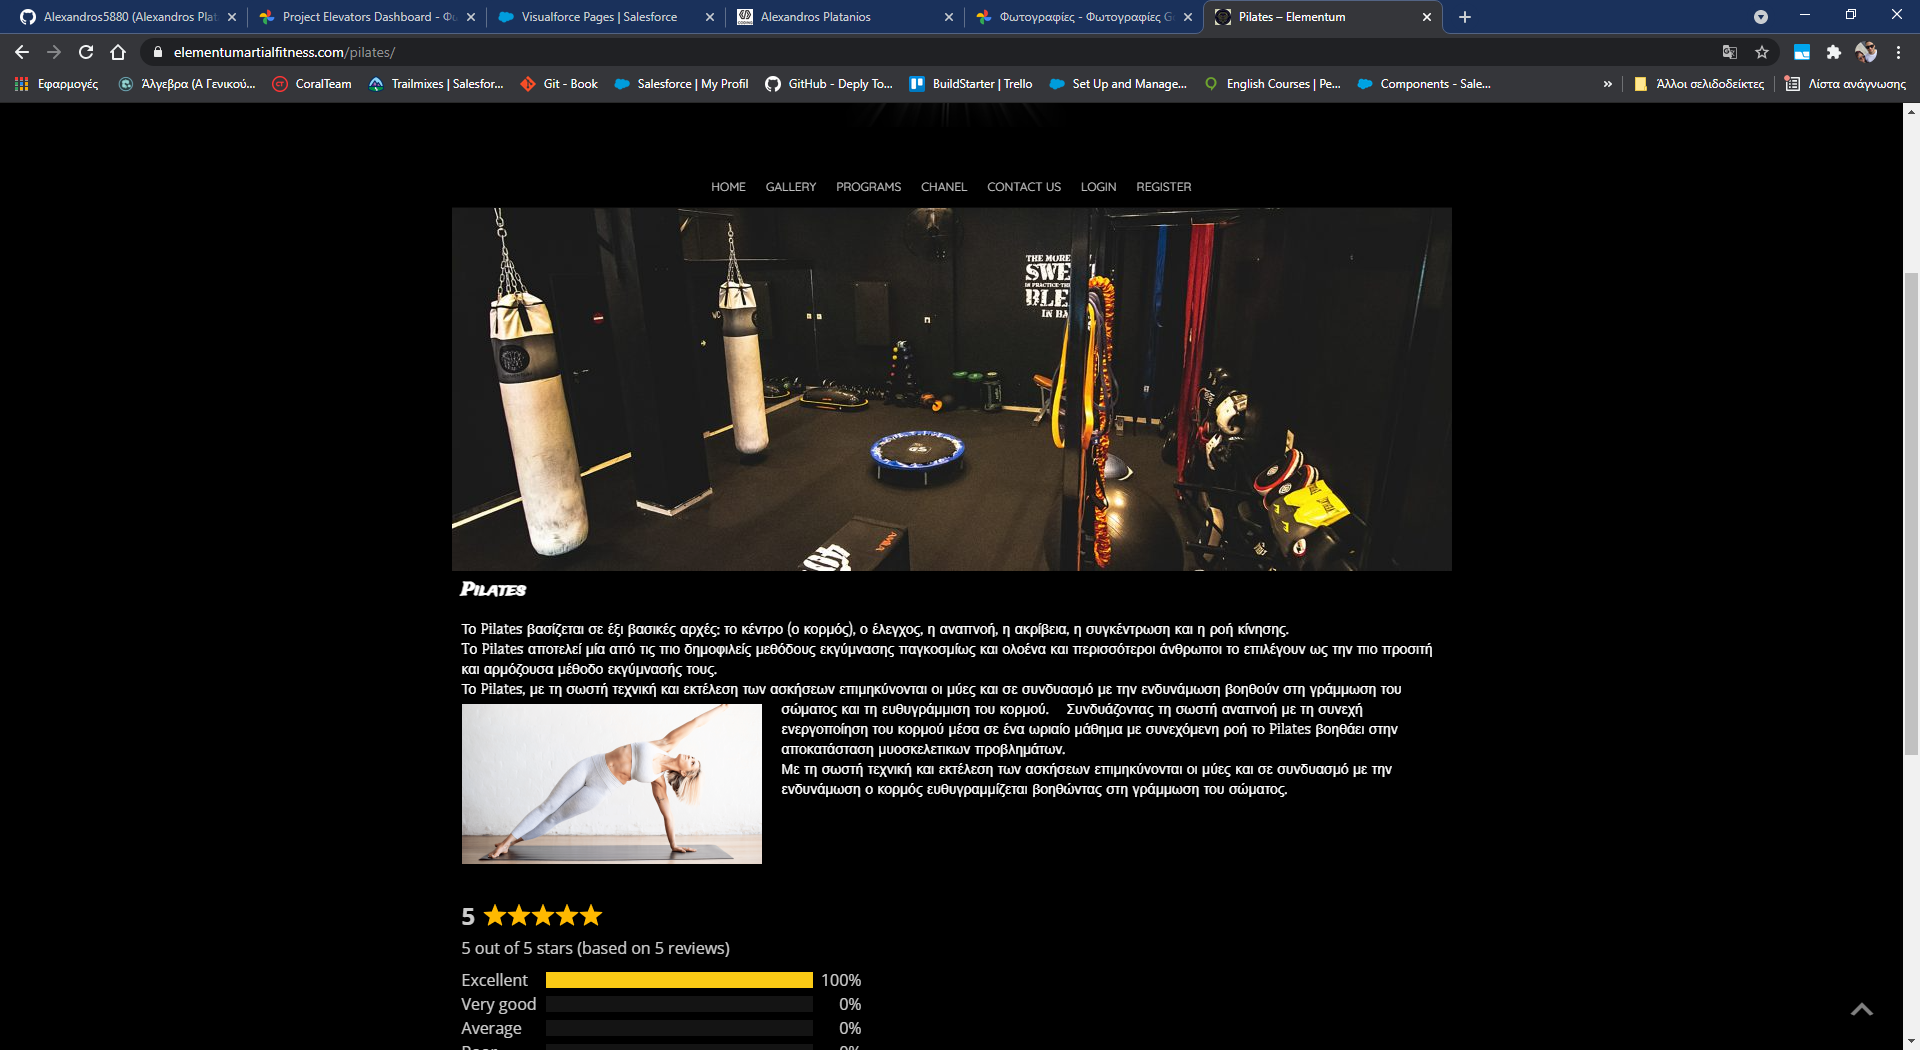 Alexandros5880 (Alexandros Plat
Project Elevators Dashboard - Φω
Visualforce Pages | Salesforce
Alexandros Platanios
Φωτογραφίες - Φωτογραφίες G
Pilates – Elementum
elementumartialfitness.com/pilates/
Εφαρμογές
Άλγεβρα (Α Γενικού...
CoralTeam
Trailmixes | Salesfor...
Git - Book
Salesforce | My Profil
GitHub - Deply To...
BuildStarter | Trello
Set Up and Manage...
English Courses | Pe...
Components - Sale...
»
Άλλοι σελιδοδείκτες
Λίστα ανάγνωσης
HOME GALLERY PROGRAMS CHANEL CONTACT US LOGIN REGISTER
THE MORE
SWE
IN PRACTICE-TH
BLE
IN BA
WC
PILATES
Το Pilates βασίζεται σε έξι βασικές αρχές: το κέντρο (ο κορμός), ο έλεγχος, η αναπνοή, η ακρίβεια, η συγκέντρωση και η ροή κίνησης.
Το Pilates αποτελεί μία από τις πιο δημοφιλείς μεθόδους εκγύμνασης παγκοσμίως και ολοένα και περισσότεροι άνθρωποι το επιλέγουν ως την πιο προσιτή
και αρμόζουσα μέθοδο εκγύμνασής τους.
Το Pilates, με τη σωστή τεχνική και εκτέλεση των ασκήσεων επιμηκύνονται οι μύες και σε συνδυασμό με την ενδυνάμωση βοηθούν στη γράμμωση του
σώματος και τη ευθυγράμμιση του κορμού. Συνδυάζοντας τη σωστή αναπνοή με τη συνεχή
ενεργοποίηση του κορμού μέσα σε ένα ωριαίο μάθημα με συνεχόμενη ροή το Pilates βοηθάει στην
αποκατάσταση μυοσκελετικων προβλημάτων.
Με τη σωστή τεχνική και εκτέλεση των ασκήσεων επιμηκύνονται οι μύες και σε συνδυασμό με την
ενδυνάμωση ο κορμός ευθυγραμμίζεται βοηθώντας στη γράμμωση του σώματος.
5
5 out of 5 stars (based on 5 reviews)
Excellent 100%
Very good 0%
Average 0%
Poor 0%